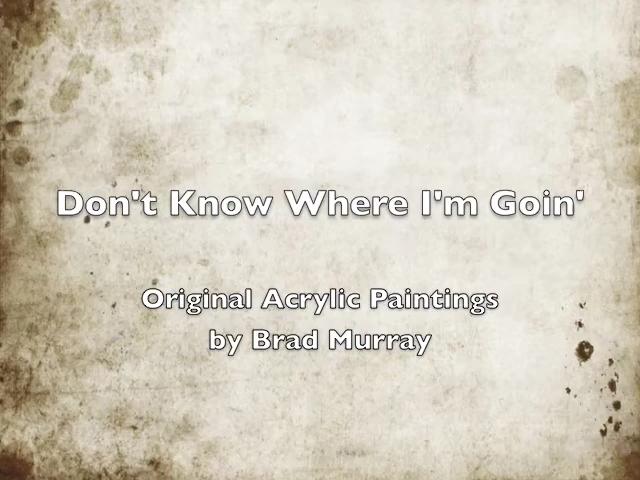 Don't Know Where I'm Goin'
Original Acrylic Paintings
by Brad Murray